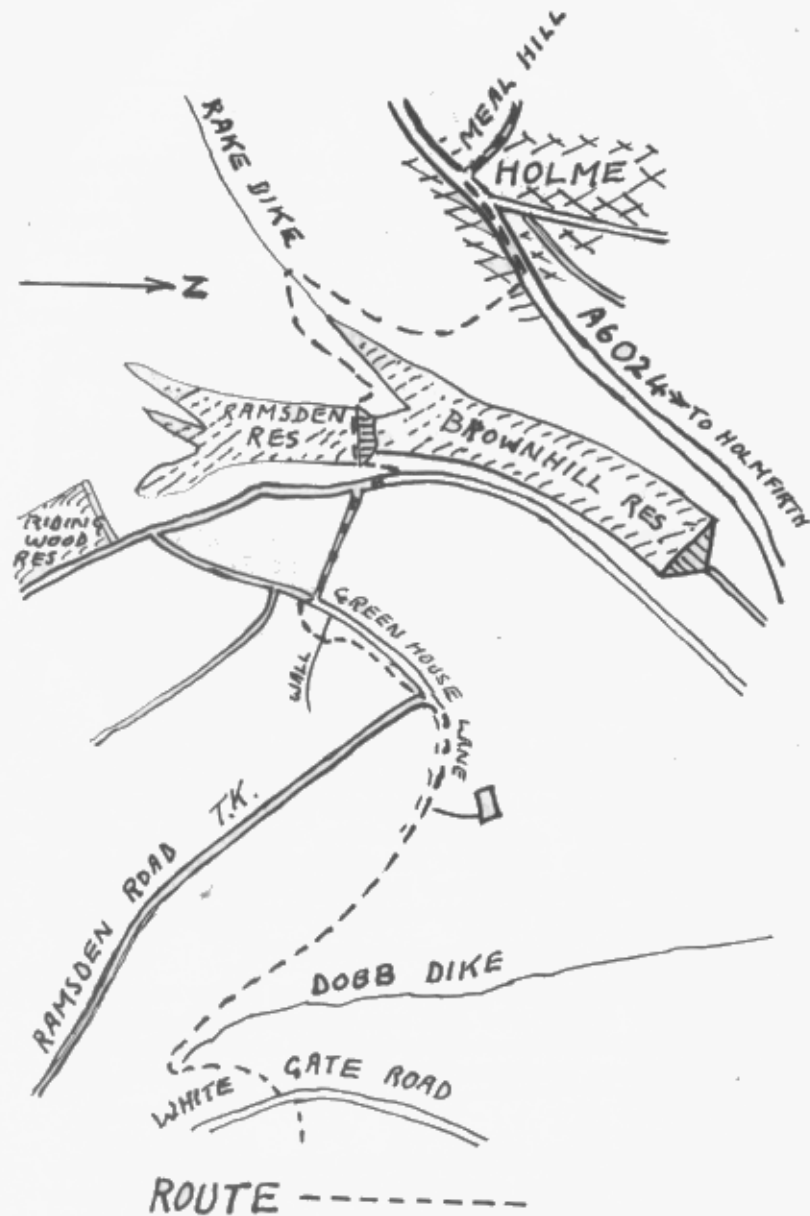 MEAL HILL
RAKE DIKE
HOLME
N
A6024 → TO HOLMFIRTH
RAMSDEN
RES
BROWNHILL RES
RIDING
WOOD
RES
GREEN HOUSE LANE
WALL
RAMSDEN ROAD T.K.
DOBB DIKE
WHITE GATE ROAD
ROUTE